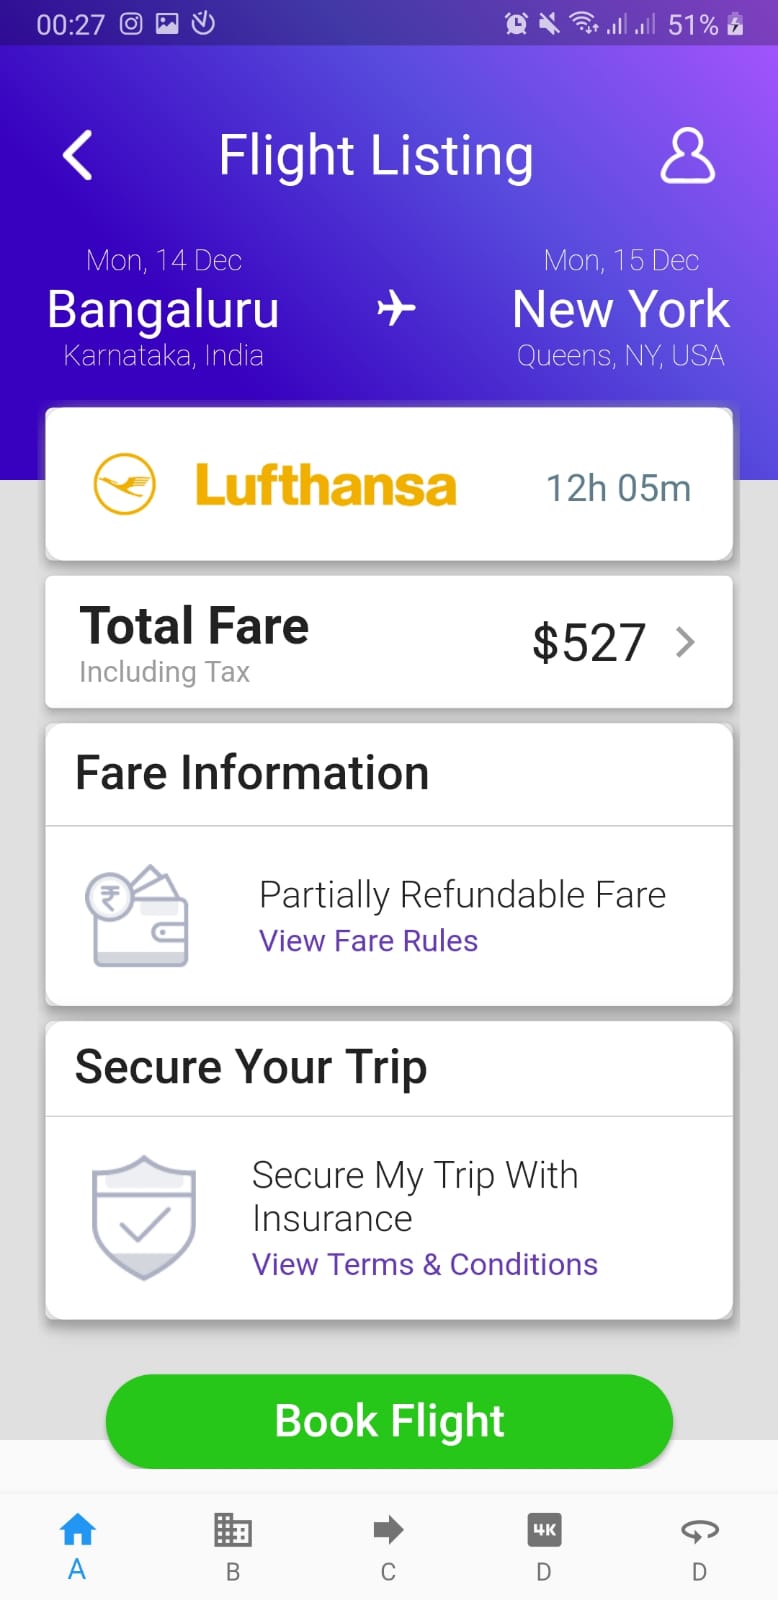 00:27 51%
Flight Listing
Mon, 14 Dec
Bangaluru
Karnataka, India
Mon, 15 Dec
New York
Queens, NY, USA
Lufthansa 12h 05m
Total Fare
Including Tax
$527
Fare Information
₹
Partially Refundable Fare
View Fare Rules
Secure Your Trip
Secure My Trip With
Insurance
View Terms & Conditions
Book Flight
4K
A B C D D